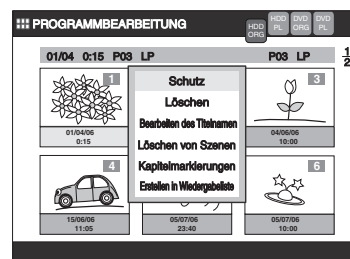 PROGRAMMBEARBEITUNG
HDD ORG
HDD PL
DVD ORG
DVD PL
01/04 0:15 P03 LP
P03 LP
1/2
1
3
Schutz
Löschen
Bearbeiten des Titelnamen
Löschen von Szenen
Kapitelmarkierungen
Erstellen in Wiedergabeliste
01/04/06
0:15
04/06/06
10:00
4
6
15/06/06
11:05
05/07/06
23:40
05/07/06
10:00